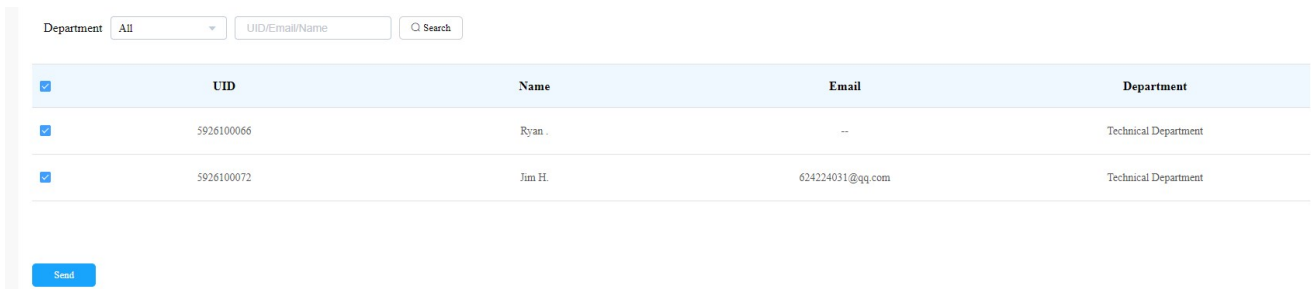 Department All UID/Email/Name Search
UID Name Email Department
5926100066 Ryan . -- Technical Department
5926100072 Jim H. 624224031@qq.com Technical Department
Send